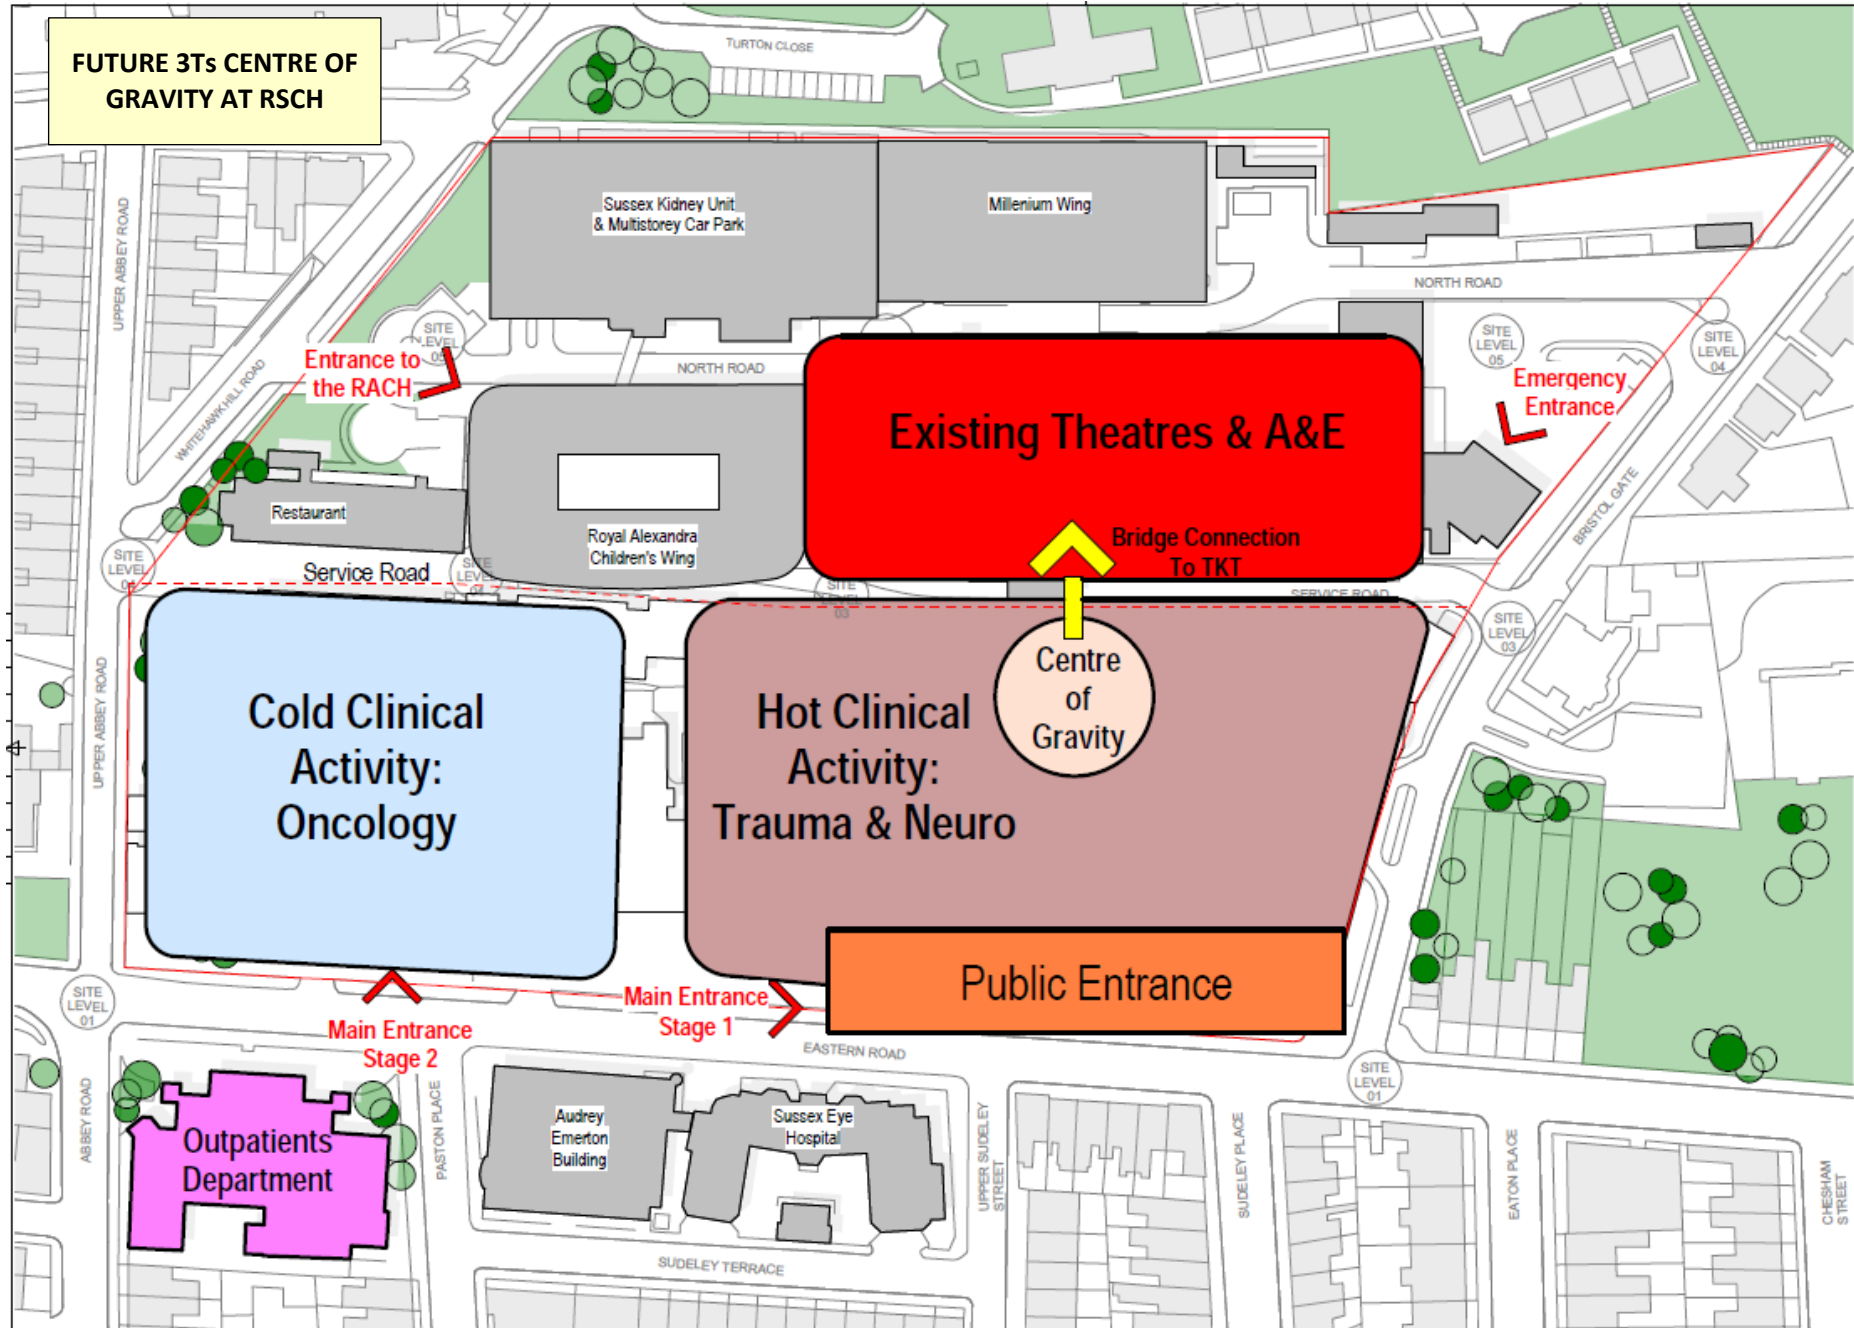 FUTURE 3Ts CENTRE OF
GRAVITY AT RSCH
TURTON CLOSE
UPPER ABBEY ROAD
Sussex Kidney Unit
& Multistorey Car Park
Millenium Wing
NORTH ROAD
SITE
LEVEL
05
SITE
LEVEL
05
SITE
LEVEL
04
Entrance to
the RACH
NORTH ROAD
WHITEHAWK HILL ROAD
Emergency
Entrance
Existing Theatres & A&E
BRISTOL GATE
Restaurant
Royal Alexandra
Children's Wing
Bridge Connection
To TKT
SITE
LEVEL
Service Road
SITE
LEVEL
SITE
LEVEL
03
SERVICE ROAD
SITE
LEVEL
03
UPPER ABBEY ROAD
Cold Clinical
Activity:
Oncology
Hot Clinical
Activity:
Trauma & Neuro
Centre
of
Gravity
SITE
LEVEL
01
Main Entrance
Stage 2
Main Entrance
Stage 1
Public Entrance
EASTERN ROAD
SITE
LEVEL
01
ABBEY ROAD
Outpatients
Department
PASTON PLACE
Audrey
Emerton
Building
Sussex Eye
Hospital
UPPER SUDELEY
STREET
SUDELEY PLACE
EATON PLACE
CHESHAM
STREET
SUDELEY TERRACE